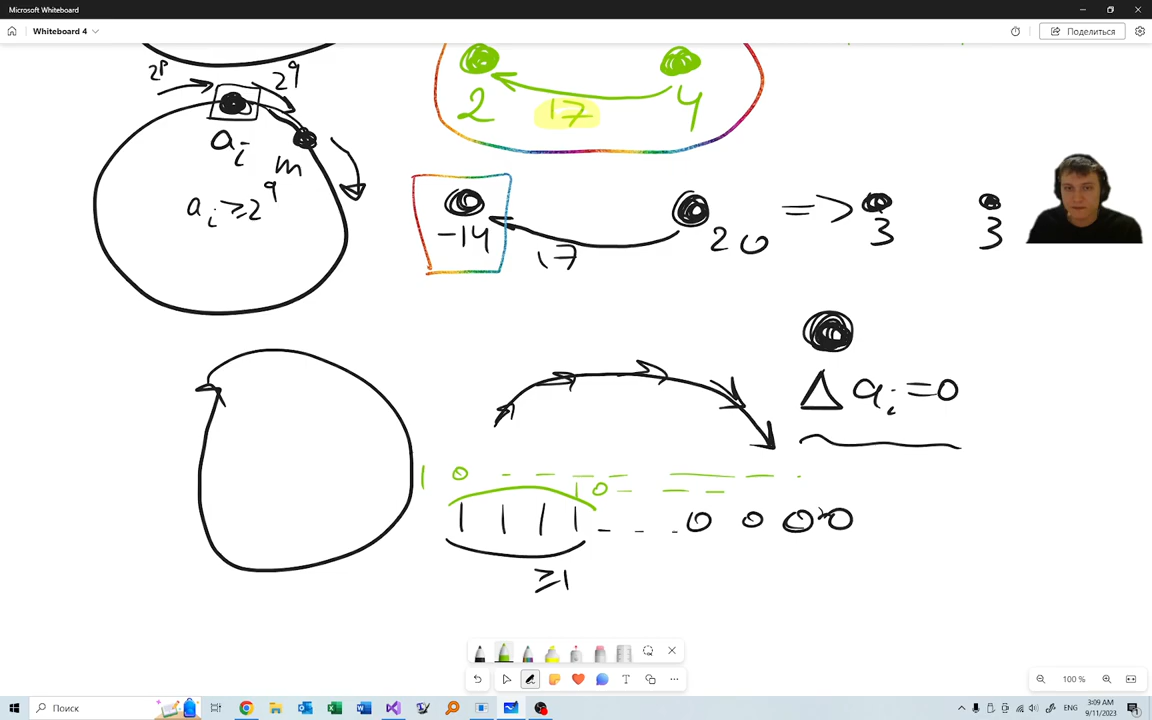 Microsoft Whiteboard
Whiteboard 4
Поделиться
2^p
2^q
a_i
m
a_i ≥ 2^q
2
17
4
-14
17
20
=>
3
3
Δ a_i = 0
1 0 - - - - - - -
1 0 - - -
1 1 1 1 - - - 0 0 0 0
≥1
100 %
Поиск
ENG
3:09 AM
9/11/2023